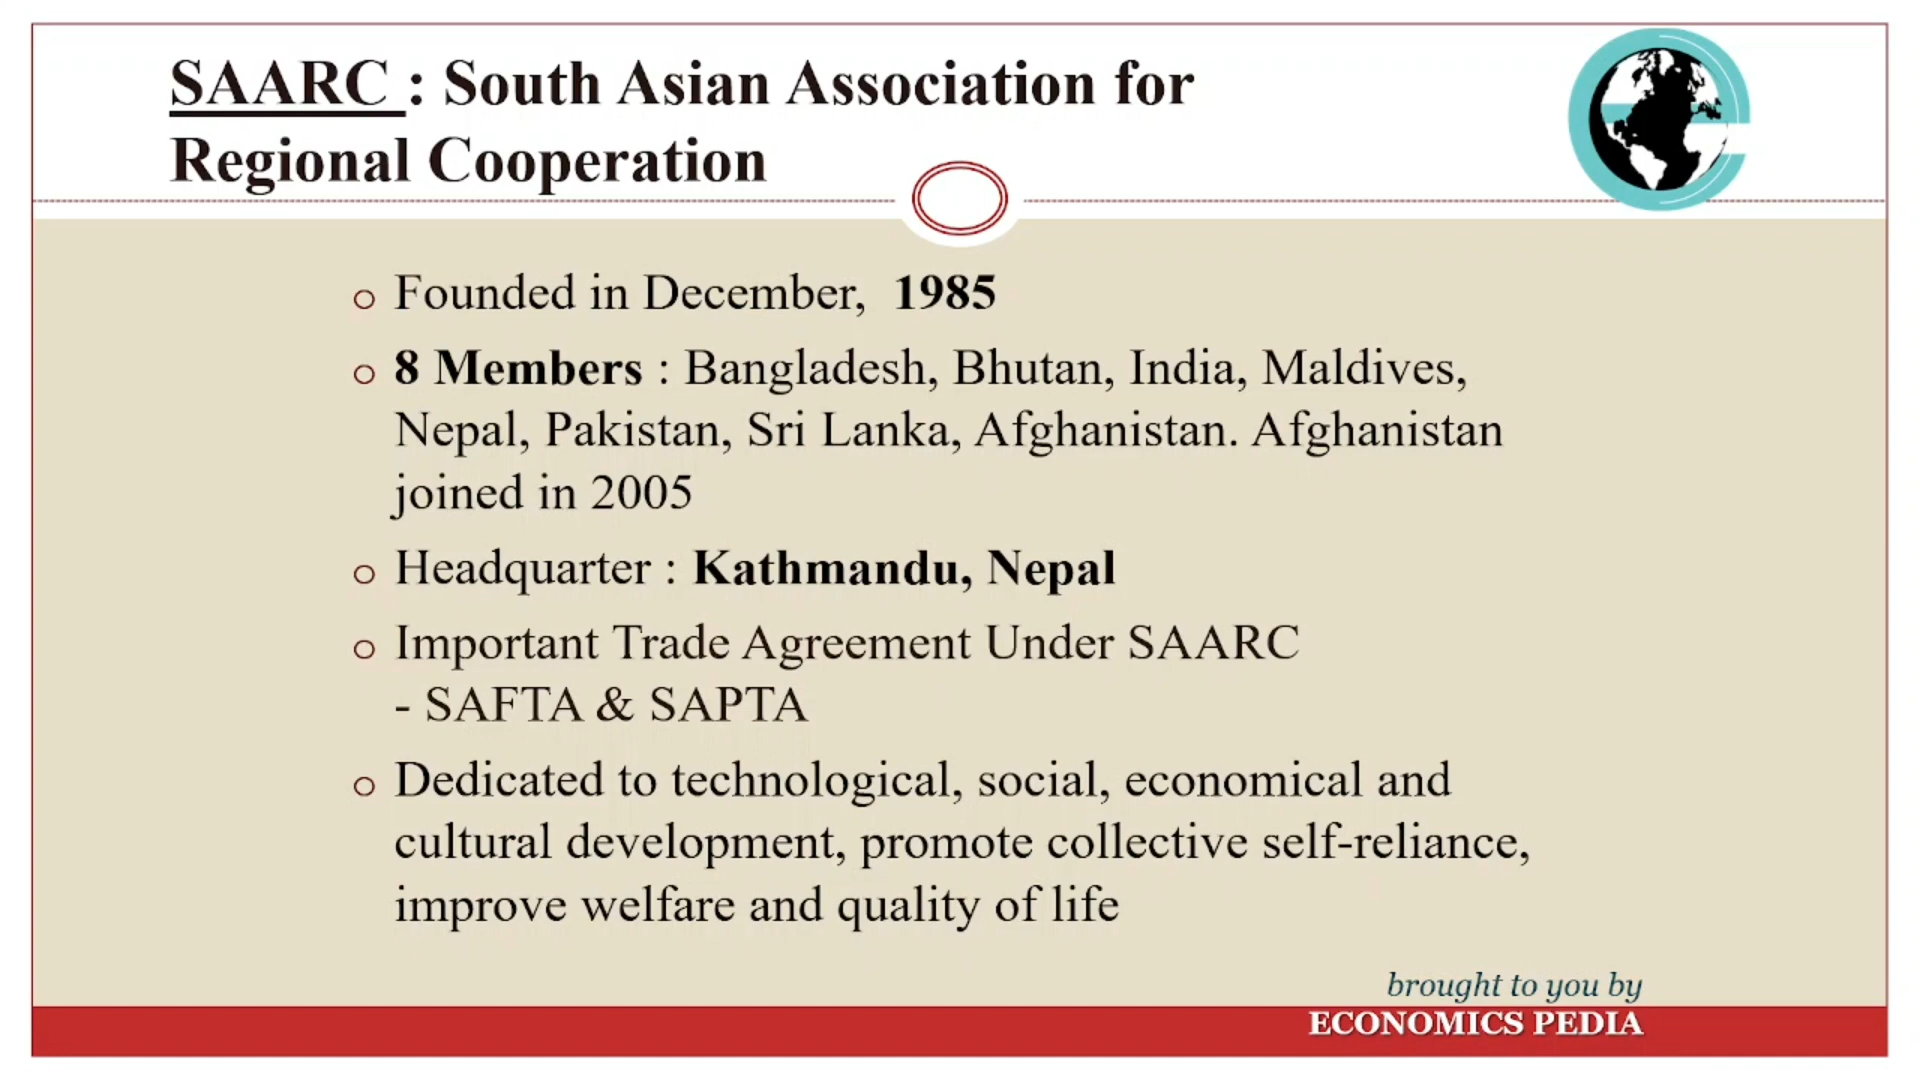 SAARC : South Asian Association for
Regional Cooperation
o Founded in December, 1985
o 8 Members : Bangladesh, Bhutan, India, Maldives,
Nepal, Pakistan, Sri Lanka, Afghanistan. Afghanistan
joined in 2005
o Headquarter : Kathmandu, Nepal
o Important Trade Agreement Under SAARC
- SAFTA & SAPTA
o Dedicated to technological, social, economical and
cultural development, promote collective self-reliance,
improve welfare and quality of life
brought to you by
ECONOMICS PEDIA